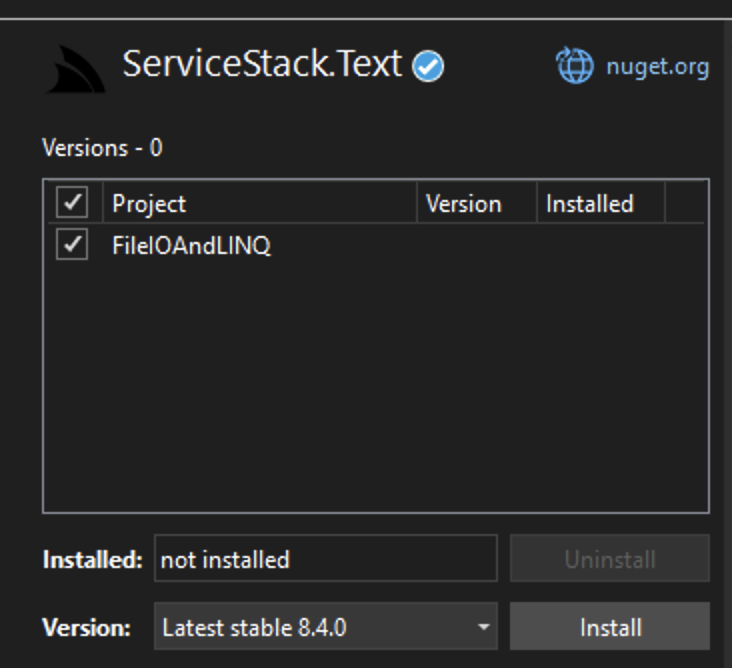 ServiceStack.Text
nuget.org
Versions - 0
Project Version Installed
FileIOAndLINQ
Installed: not installed Uninstall
Version: Latest stable 8.4.0 Install